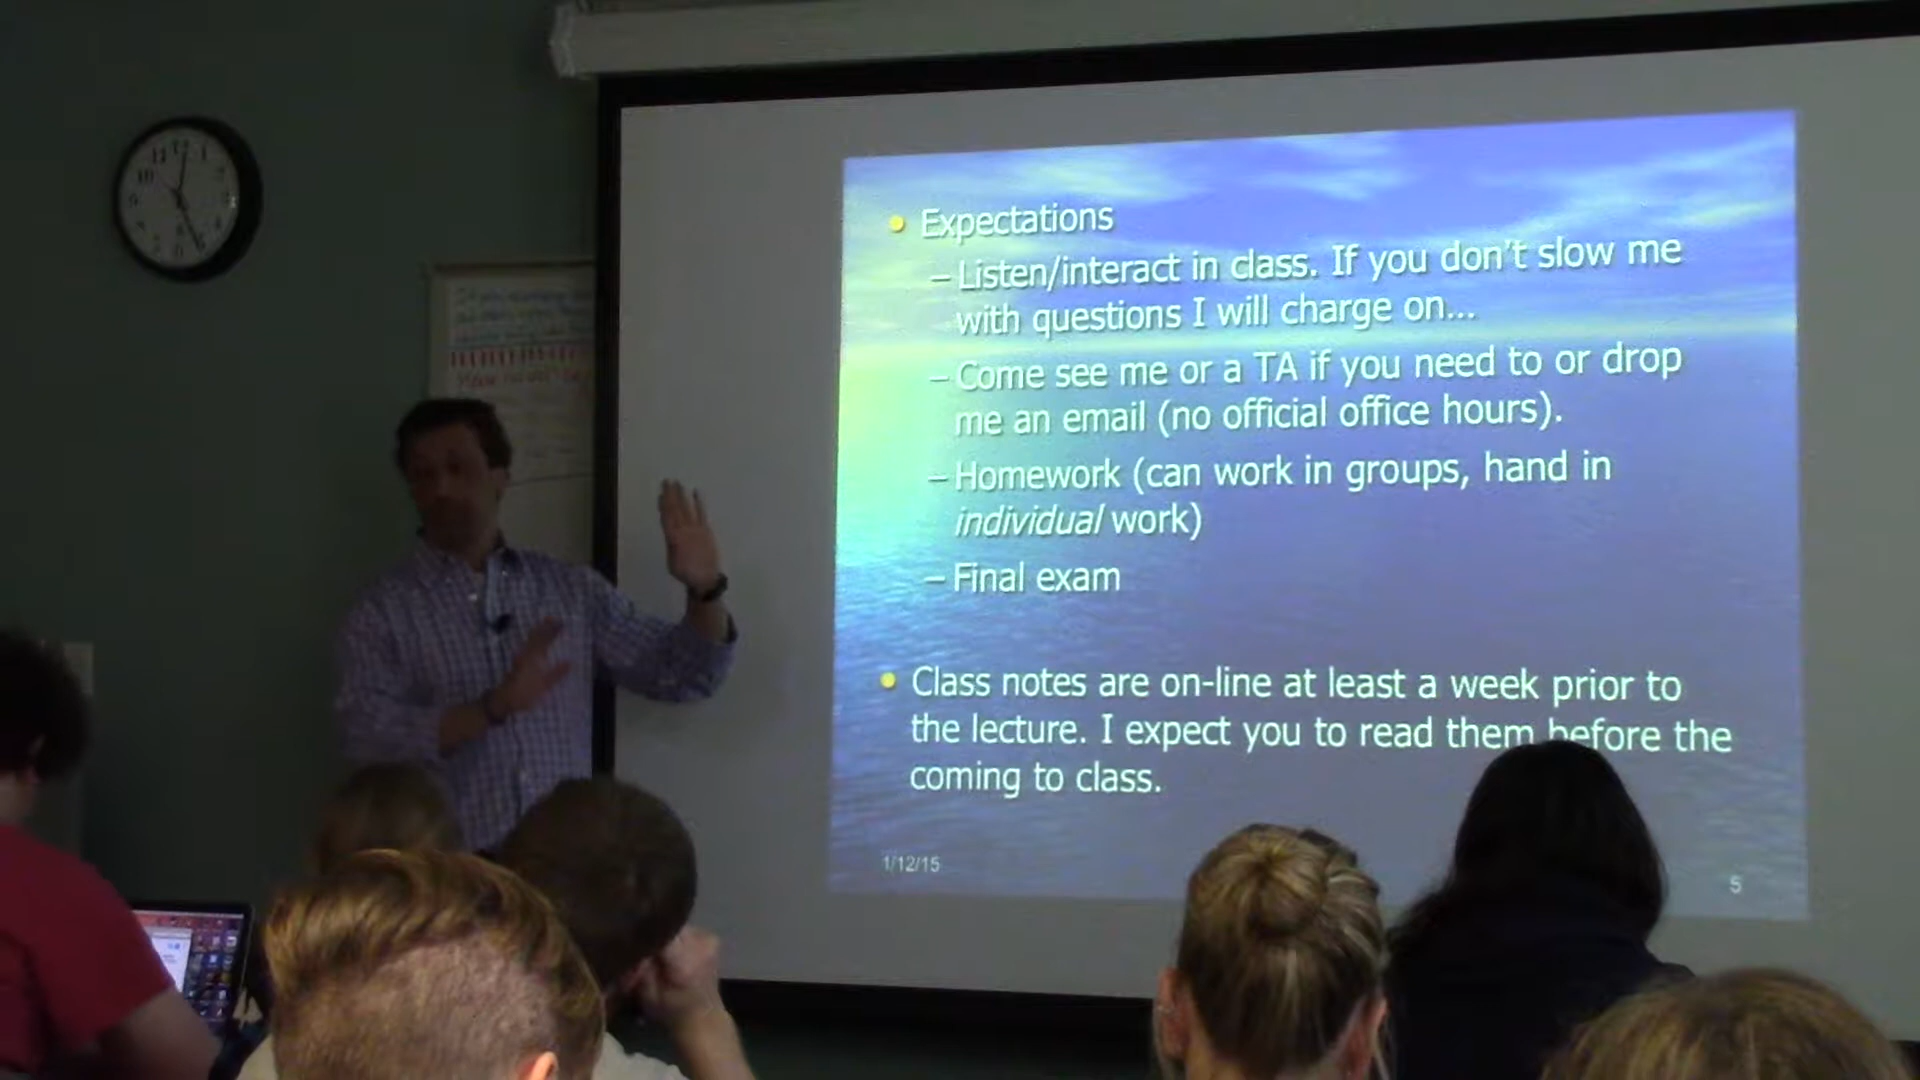 Expectations
– Listen/interact in class. If you don't slow me
with questions I will charge on...
– Come see me or a TA if you need to or drop
me an email (no official office hours).
– Homework (can work in groups, hand in
individual work)
– Final exam
Class notes are on-line at least a week prior to
the lecture. I expect you to read them before the
coming to class.
1/12/15
5